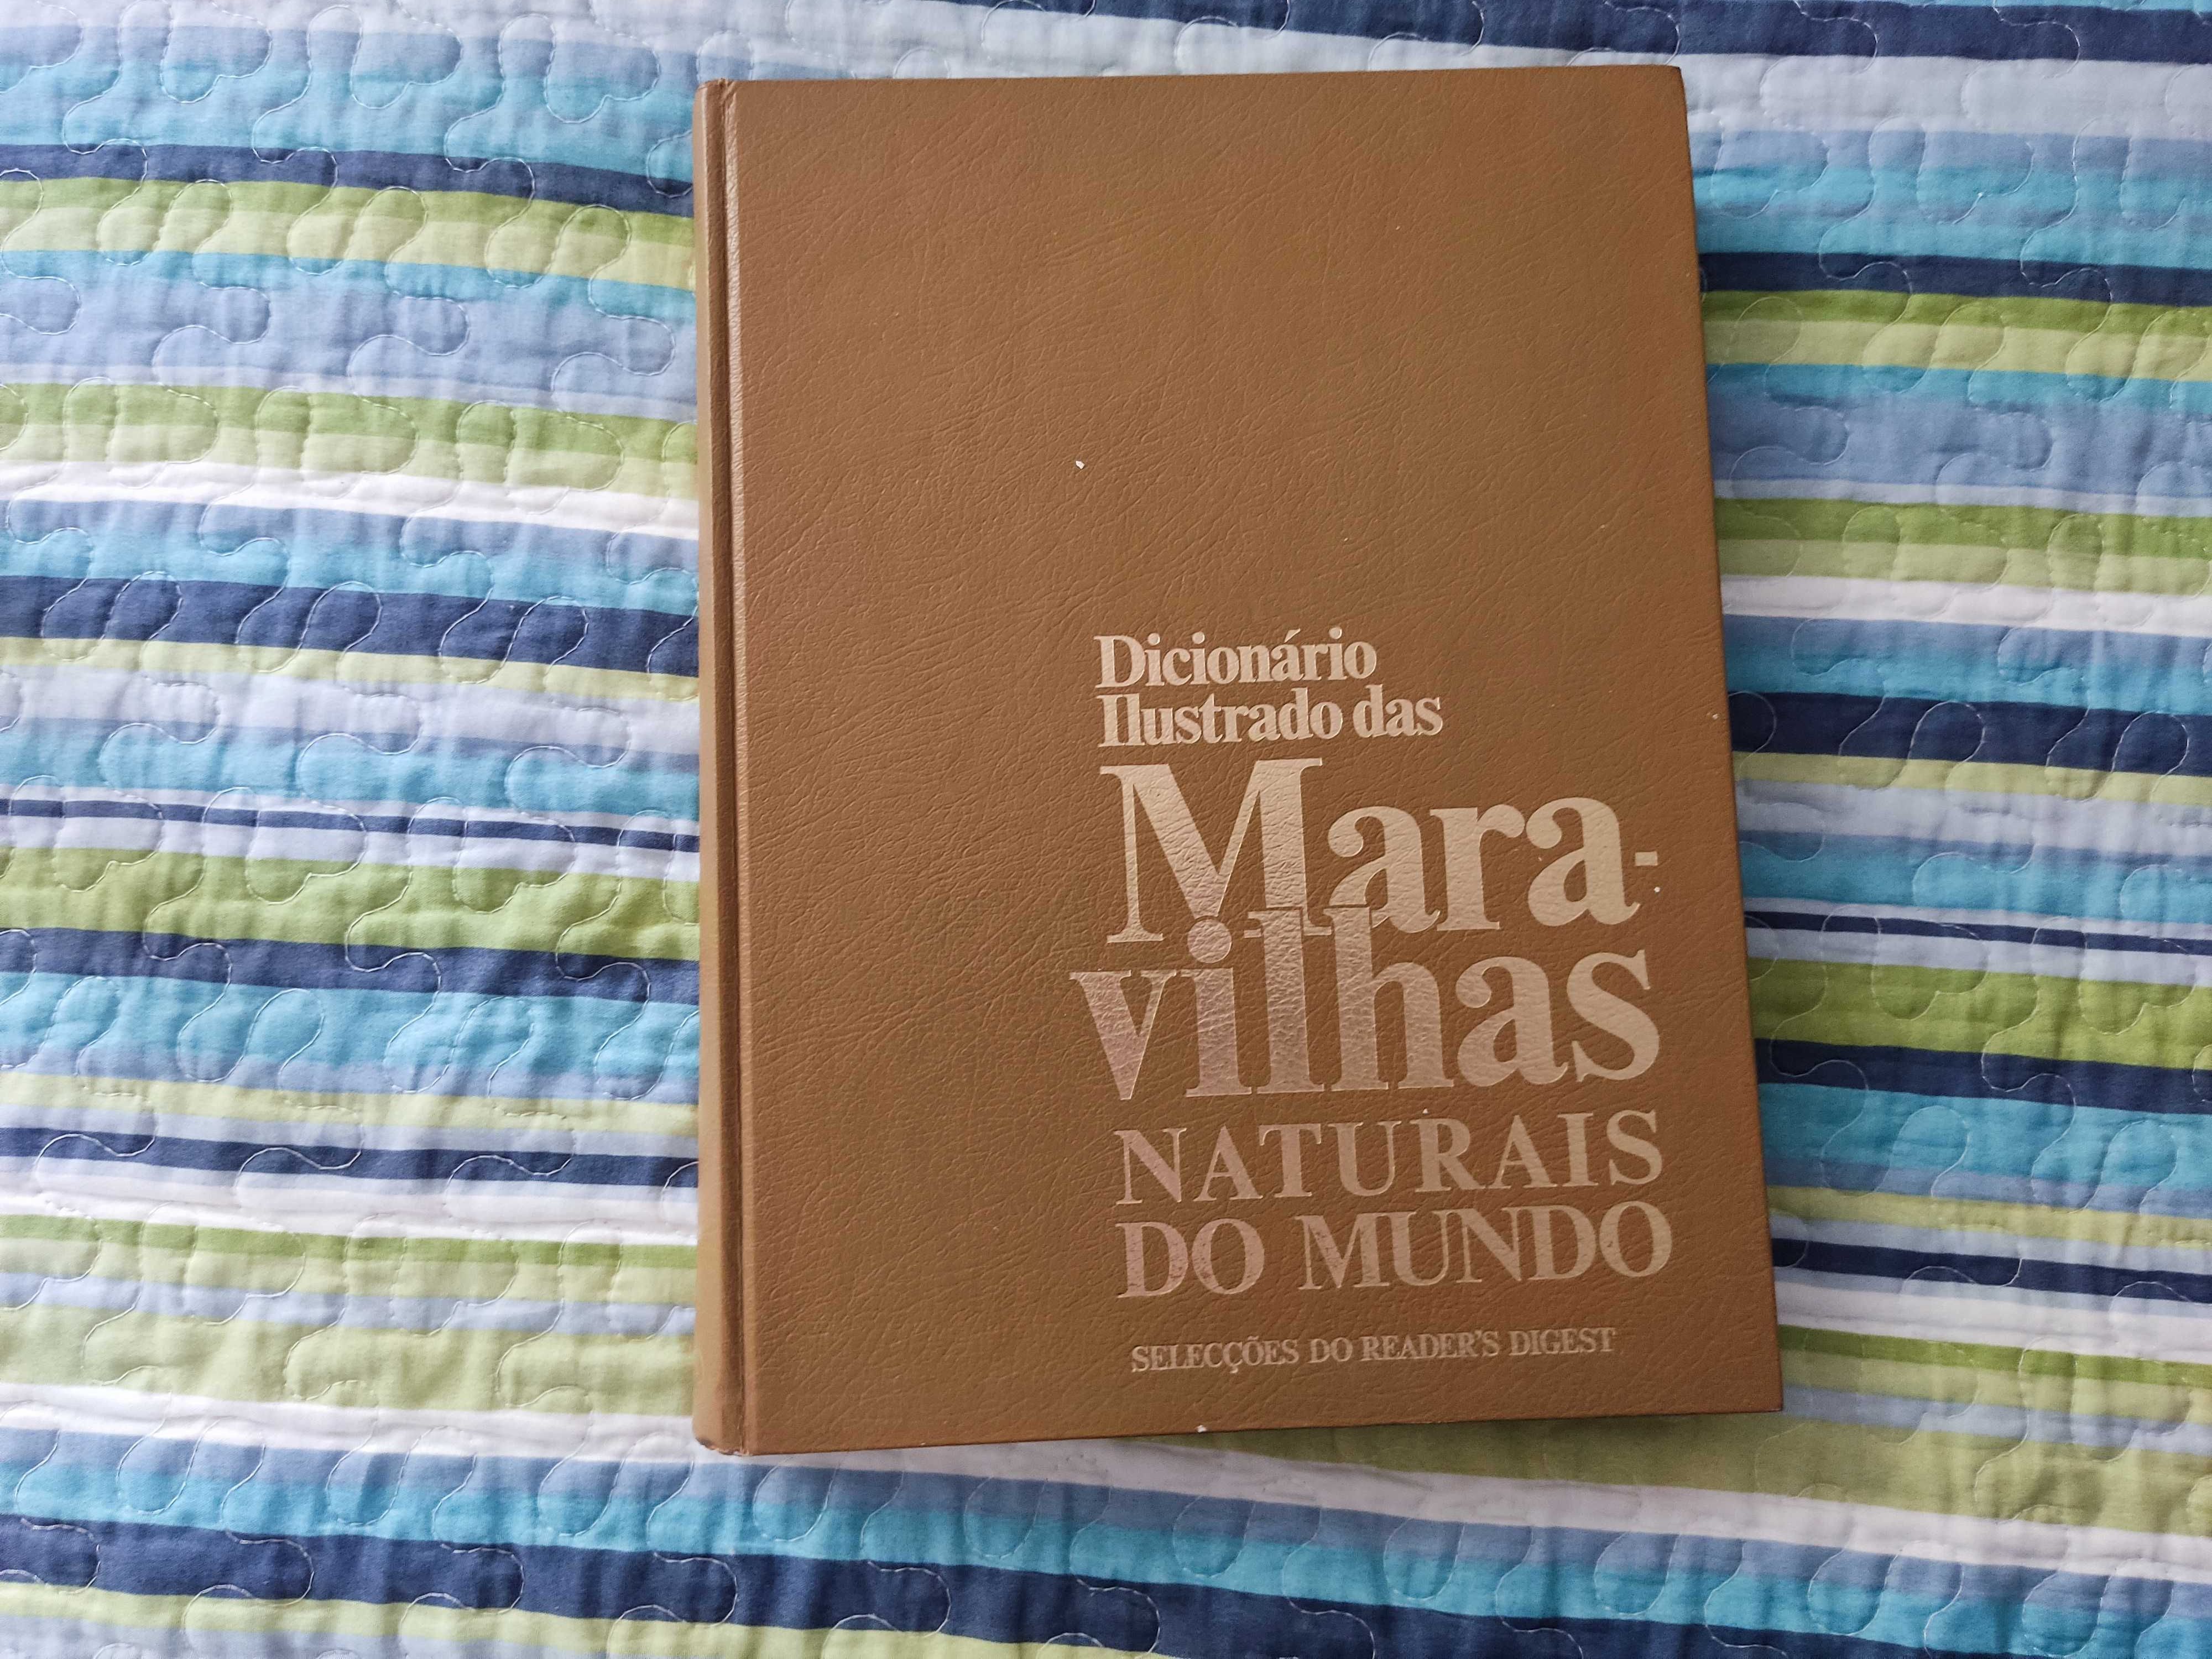 Dicionário
Ilustrado das
Mara-
vilhas
NATURAIS
DO MUNDO
SELECÇÕES DO READER'S DIGEST